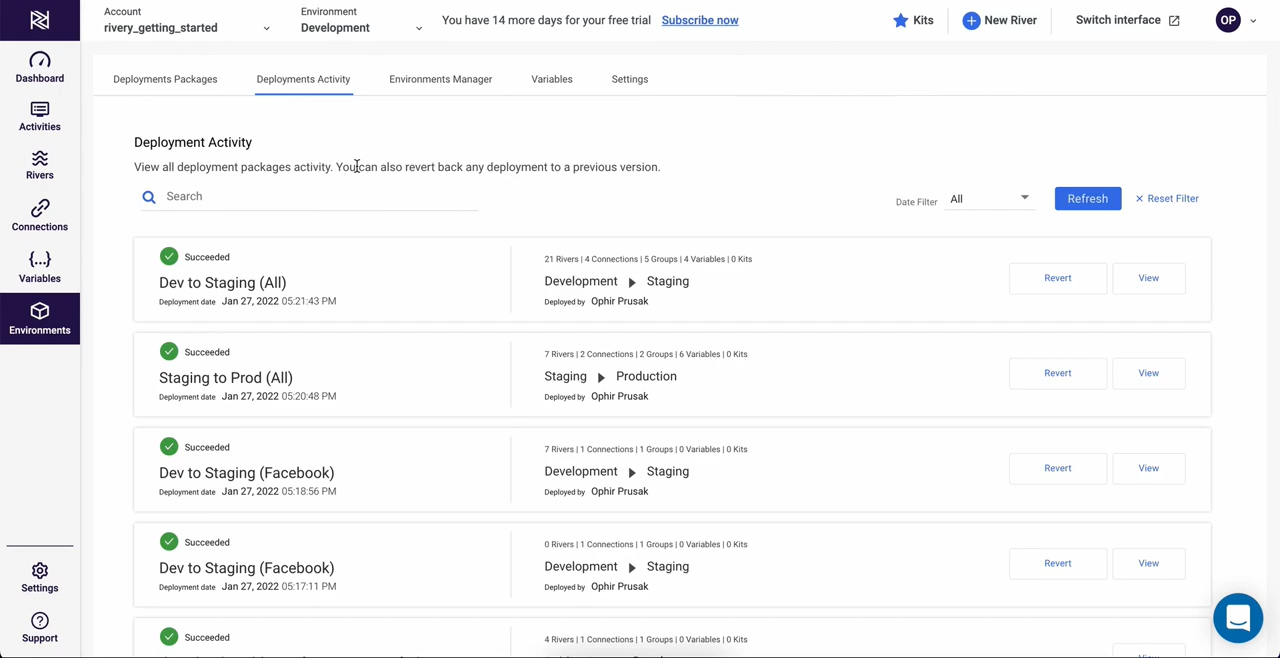 Account
rivery_getting_started
Environment
Development
You have 14 more days for your free trial Subscribe now
Kits
New River
Switch interface
OP
Dashboard
Activities
Rivers
Connections
Variables
Environments
Settings
Support
Deployments Packages
Deployments Activity
Environments Manager
Variables
Settings
Deployment Activity
View all deployment packages activity. You can also revert back any deployment to a previous version.
Search
Date Filter All
Refresh
Reset Filter
Succeeded
Dev to Staging (All)
Deployment date Jan 27, 2022 05:21:43 PM
21 Rivers | 4 Connections | 5 Groups | 4 Variables | 0 Kits
Development Staging
Deployed by Ophir Prusak
Revert
View
Succeeded
Staging to Prod (All)
Deployment date Jan 27, 2022 05:20:48 PM
7 Rivers | 2 Connections | 2 Groups | 6 Variables | 0 Kits
Staging Production
Deployed by Ophir Prusak
Revert
View
Succeeded
Dev to Staging (Facebook)
Deployment date Jan 27, 2022 05:18:56 PM
7 Rivers | 1 Connections | 1 Groups | 0 Variables | 0 Kits
Development Staging
Deployed by Ophir Prusak
Revert
View
Succeeded
Dev to Staging (Facebook)
Deployment date Jan 27, 2022 05:17:11 PM
0 Rivers | 1 Connections | 1 Groups | 0 Variables | 0 Kits
Development Staging
Deployed by Ophir Prusak
Revert
View
Succeeded
4 Rivers | 1 Connections | 1 Groups | 0 Variables | 0 Kits